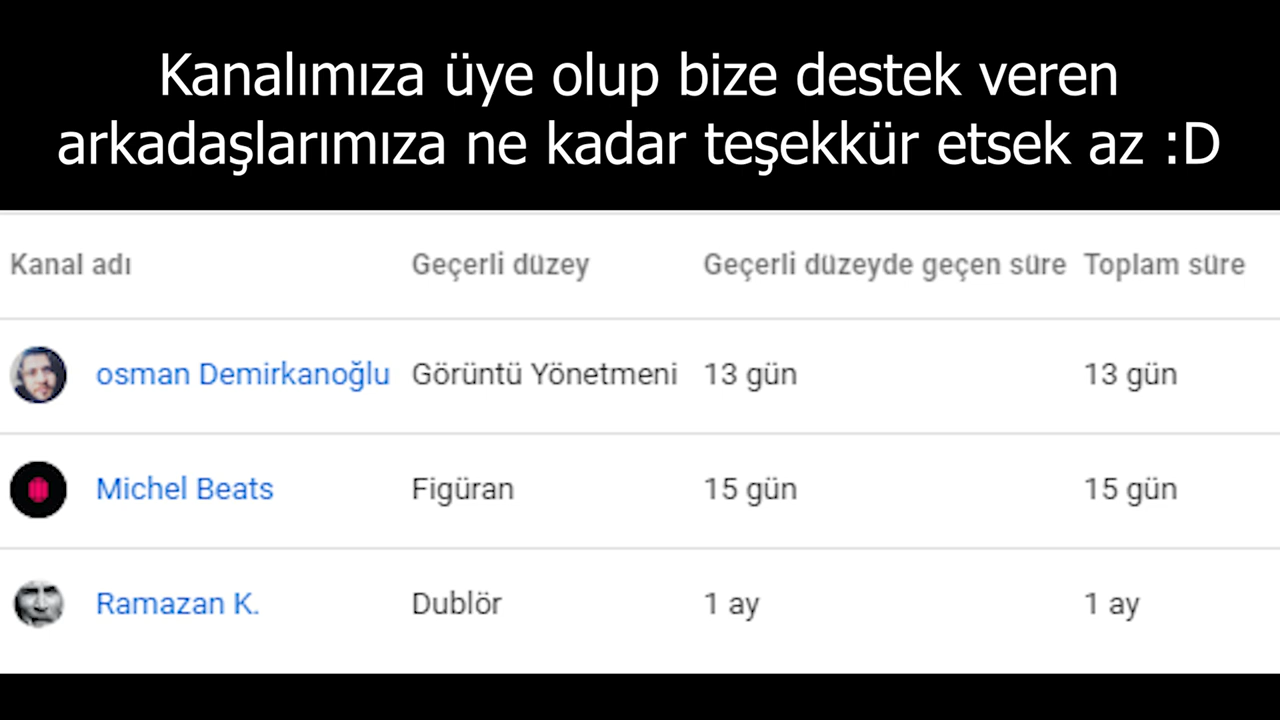 Kanalımıza üye olup bize destek veren
arkadaşlarımıza ne kadar teşekkür etsek az :D
Kanal adı Geçerli düzey Geçerli düzeyde geçen süre Toplam süre
osman Demirkanoğlu Görüntü Yönetmeni 13 gün 13 gün
Michel Beats Figüran 15 gün 15 gün
Ramazan K. Dublör 1 ay 1 ay